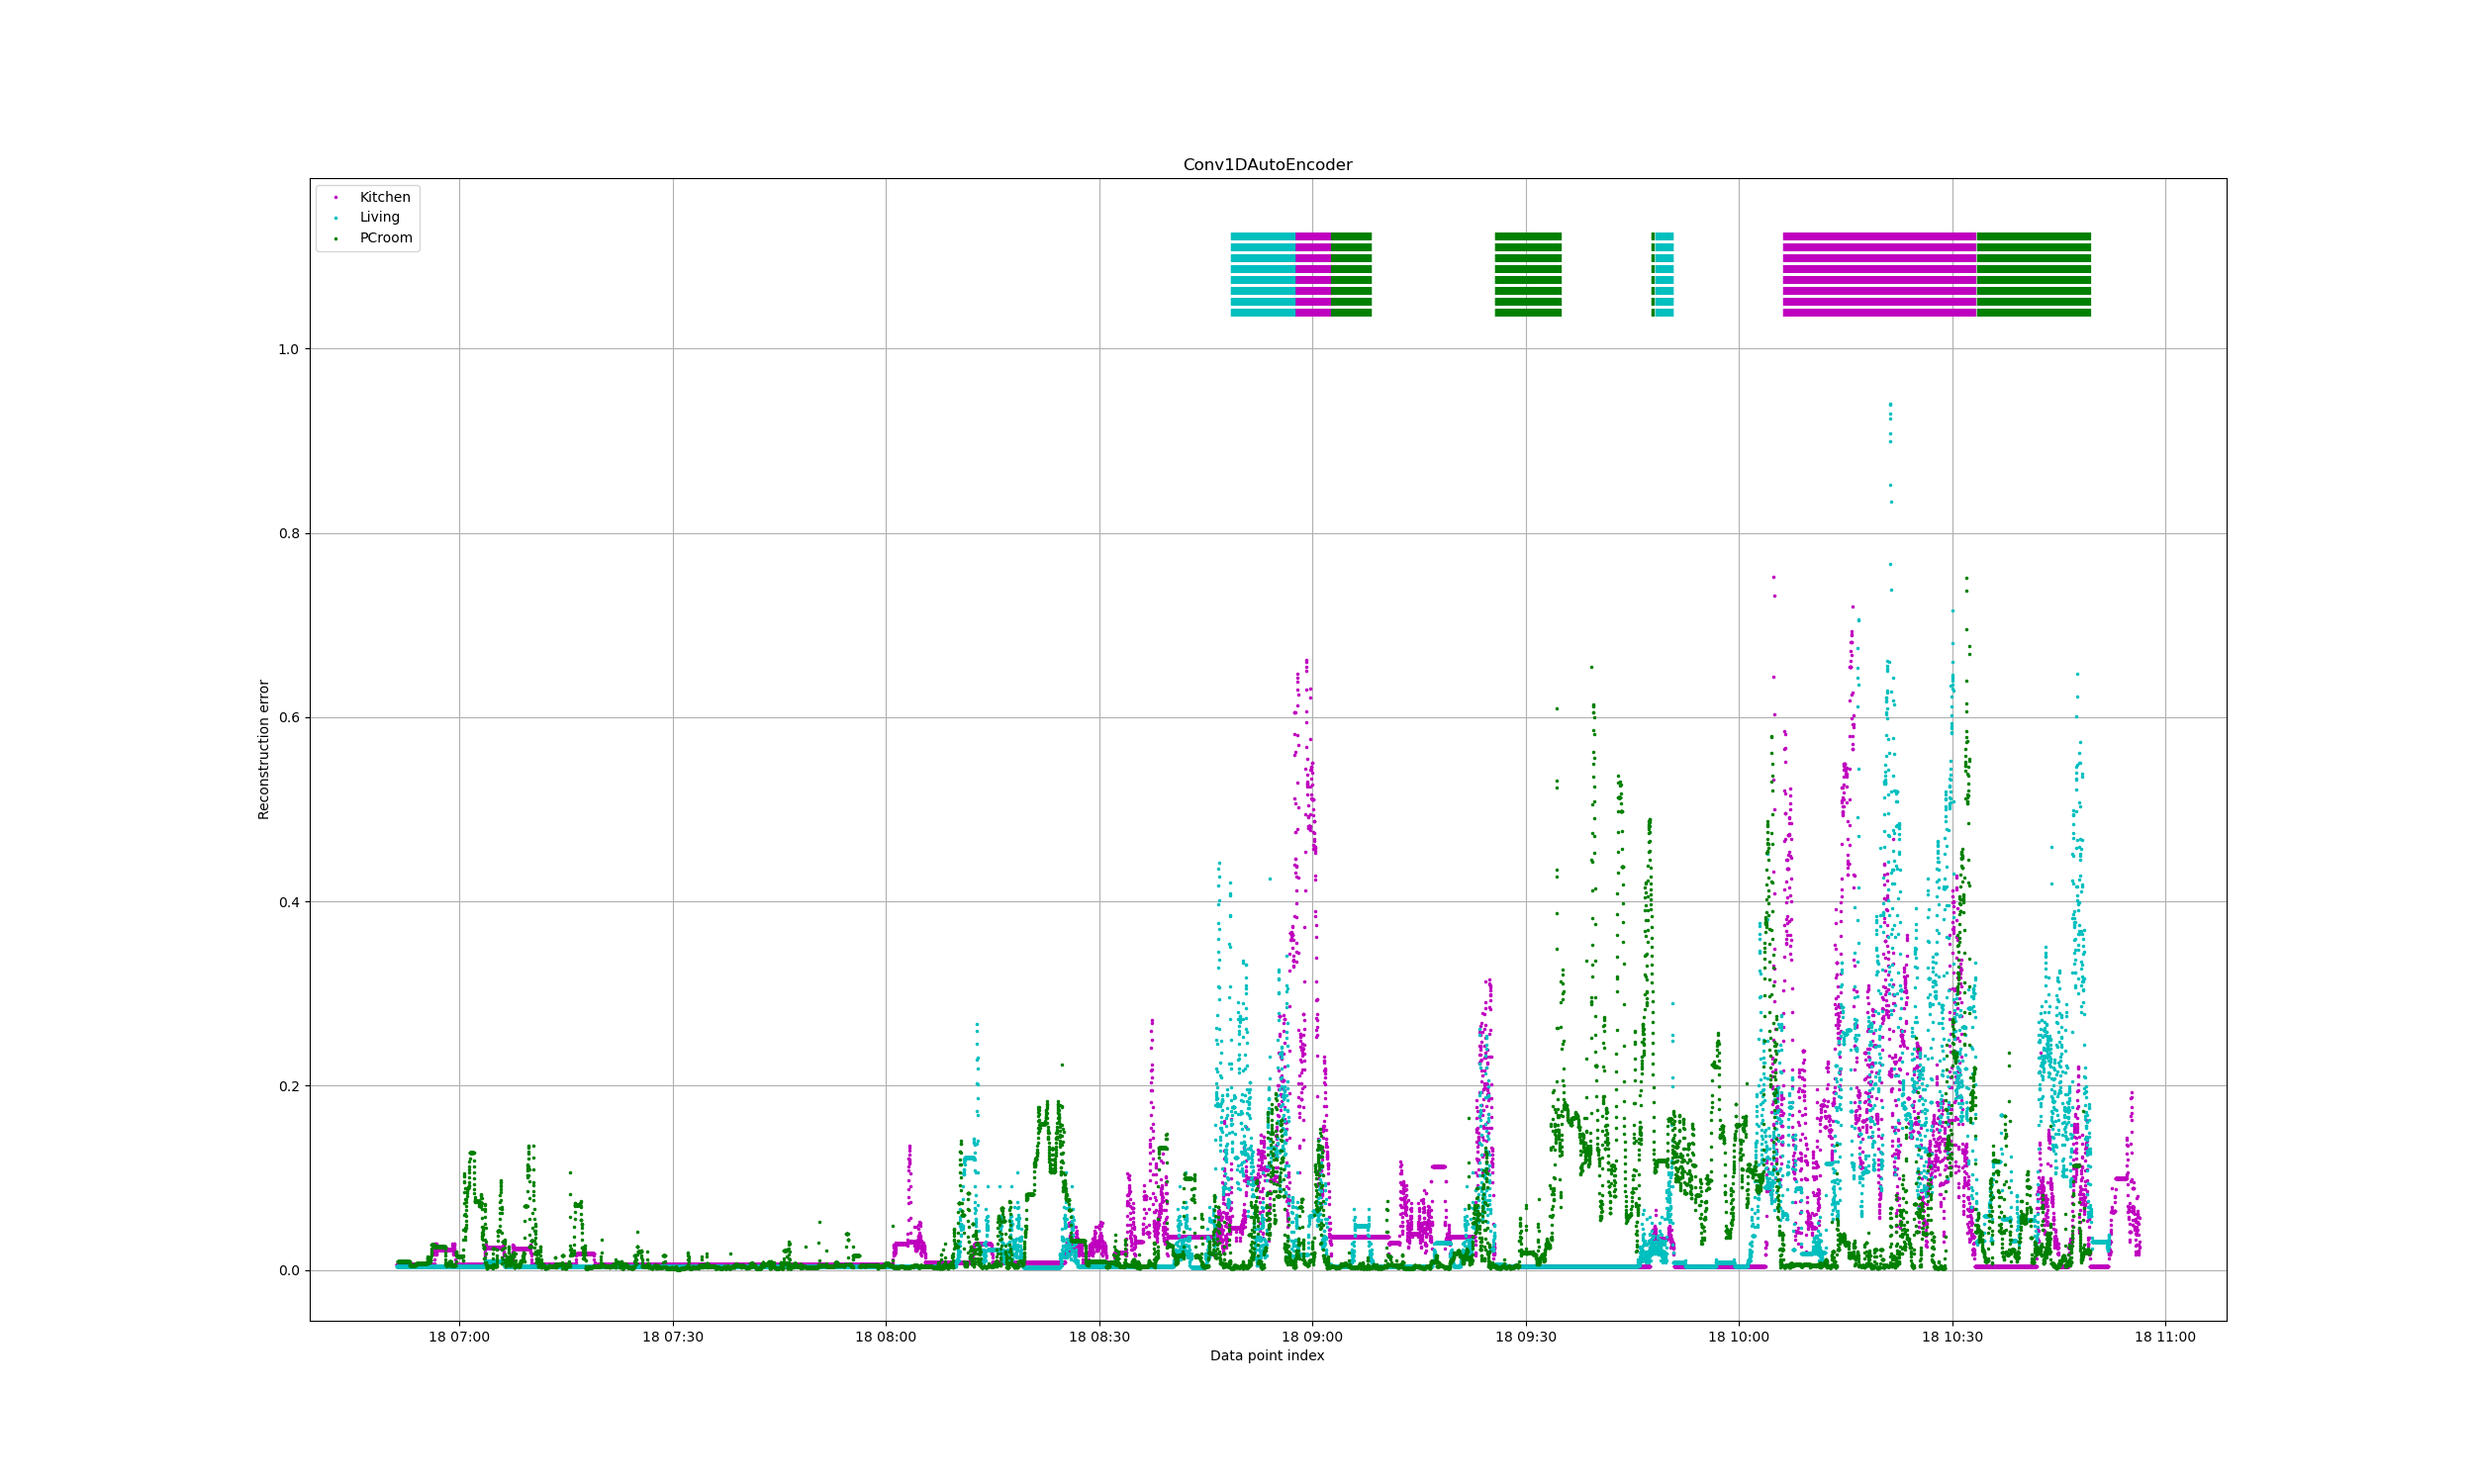 Conv1DAutoEncoder
Kitchen
Living
PCroom
1.0
0.8
0.6
0.4
0.2
0.0
Reconstruction error
18 07:00
18 07:30
18 08:00
18 08:30
18 09:00
18 09:30
18 10:00
18 10:30
18 11:00
Data point index